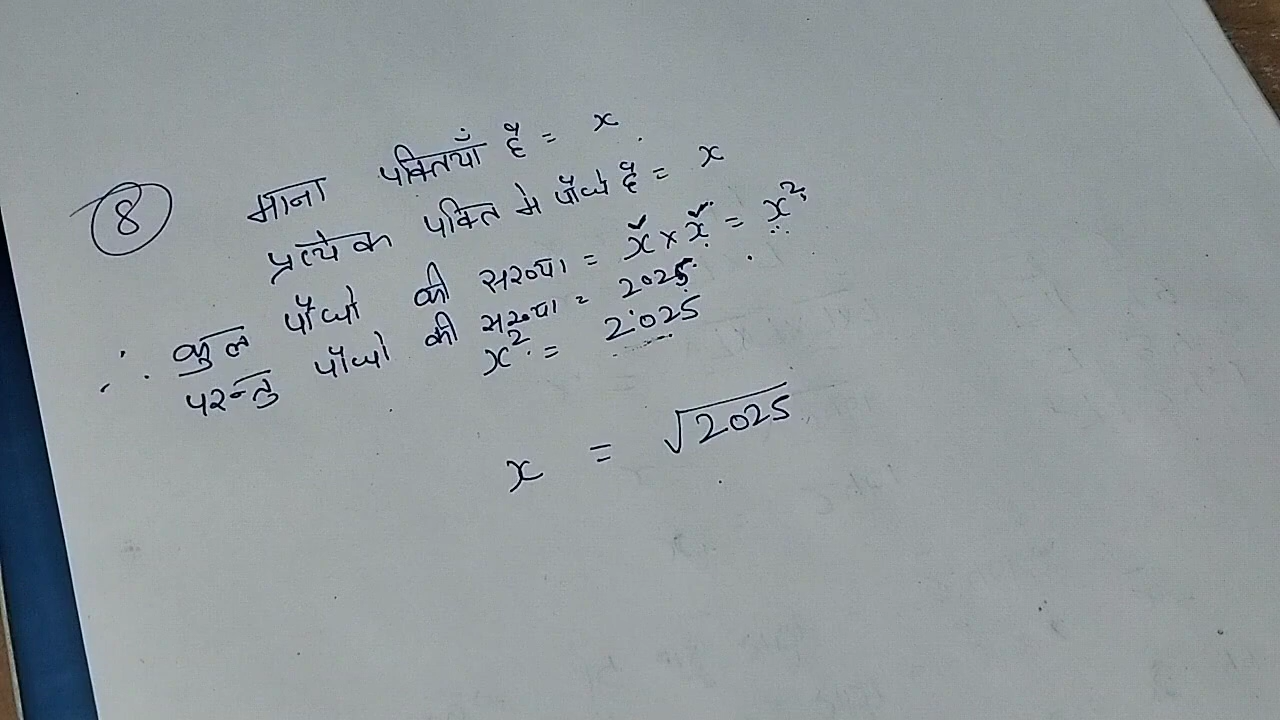 8 माना पंक्तियाँ है = x
प्रत्येक पंक्ति मे पौधे है = x
∴ कुल पौधो की संख्या = x × x = x²
परन्तु पौधो की संख्या = 2025
x² = 2025
x = √2025